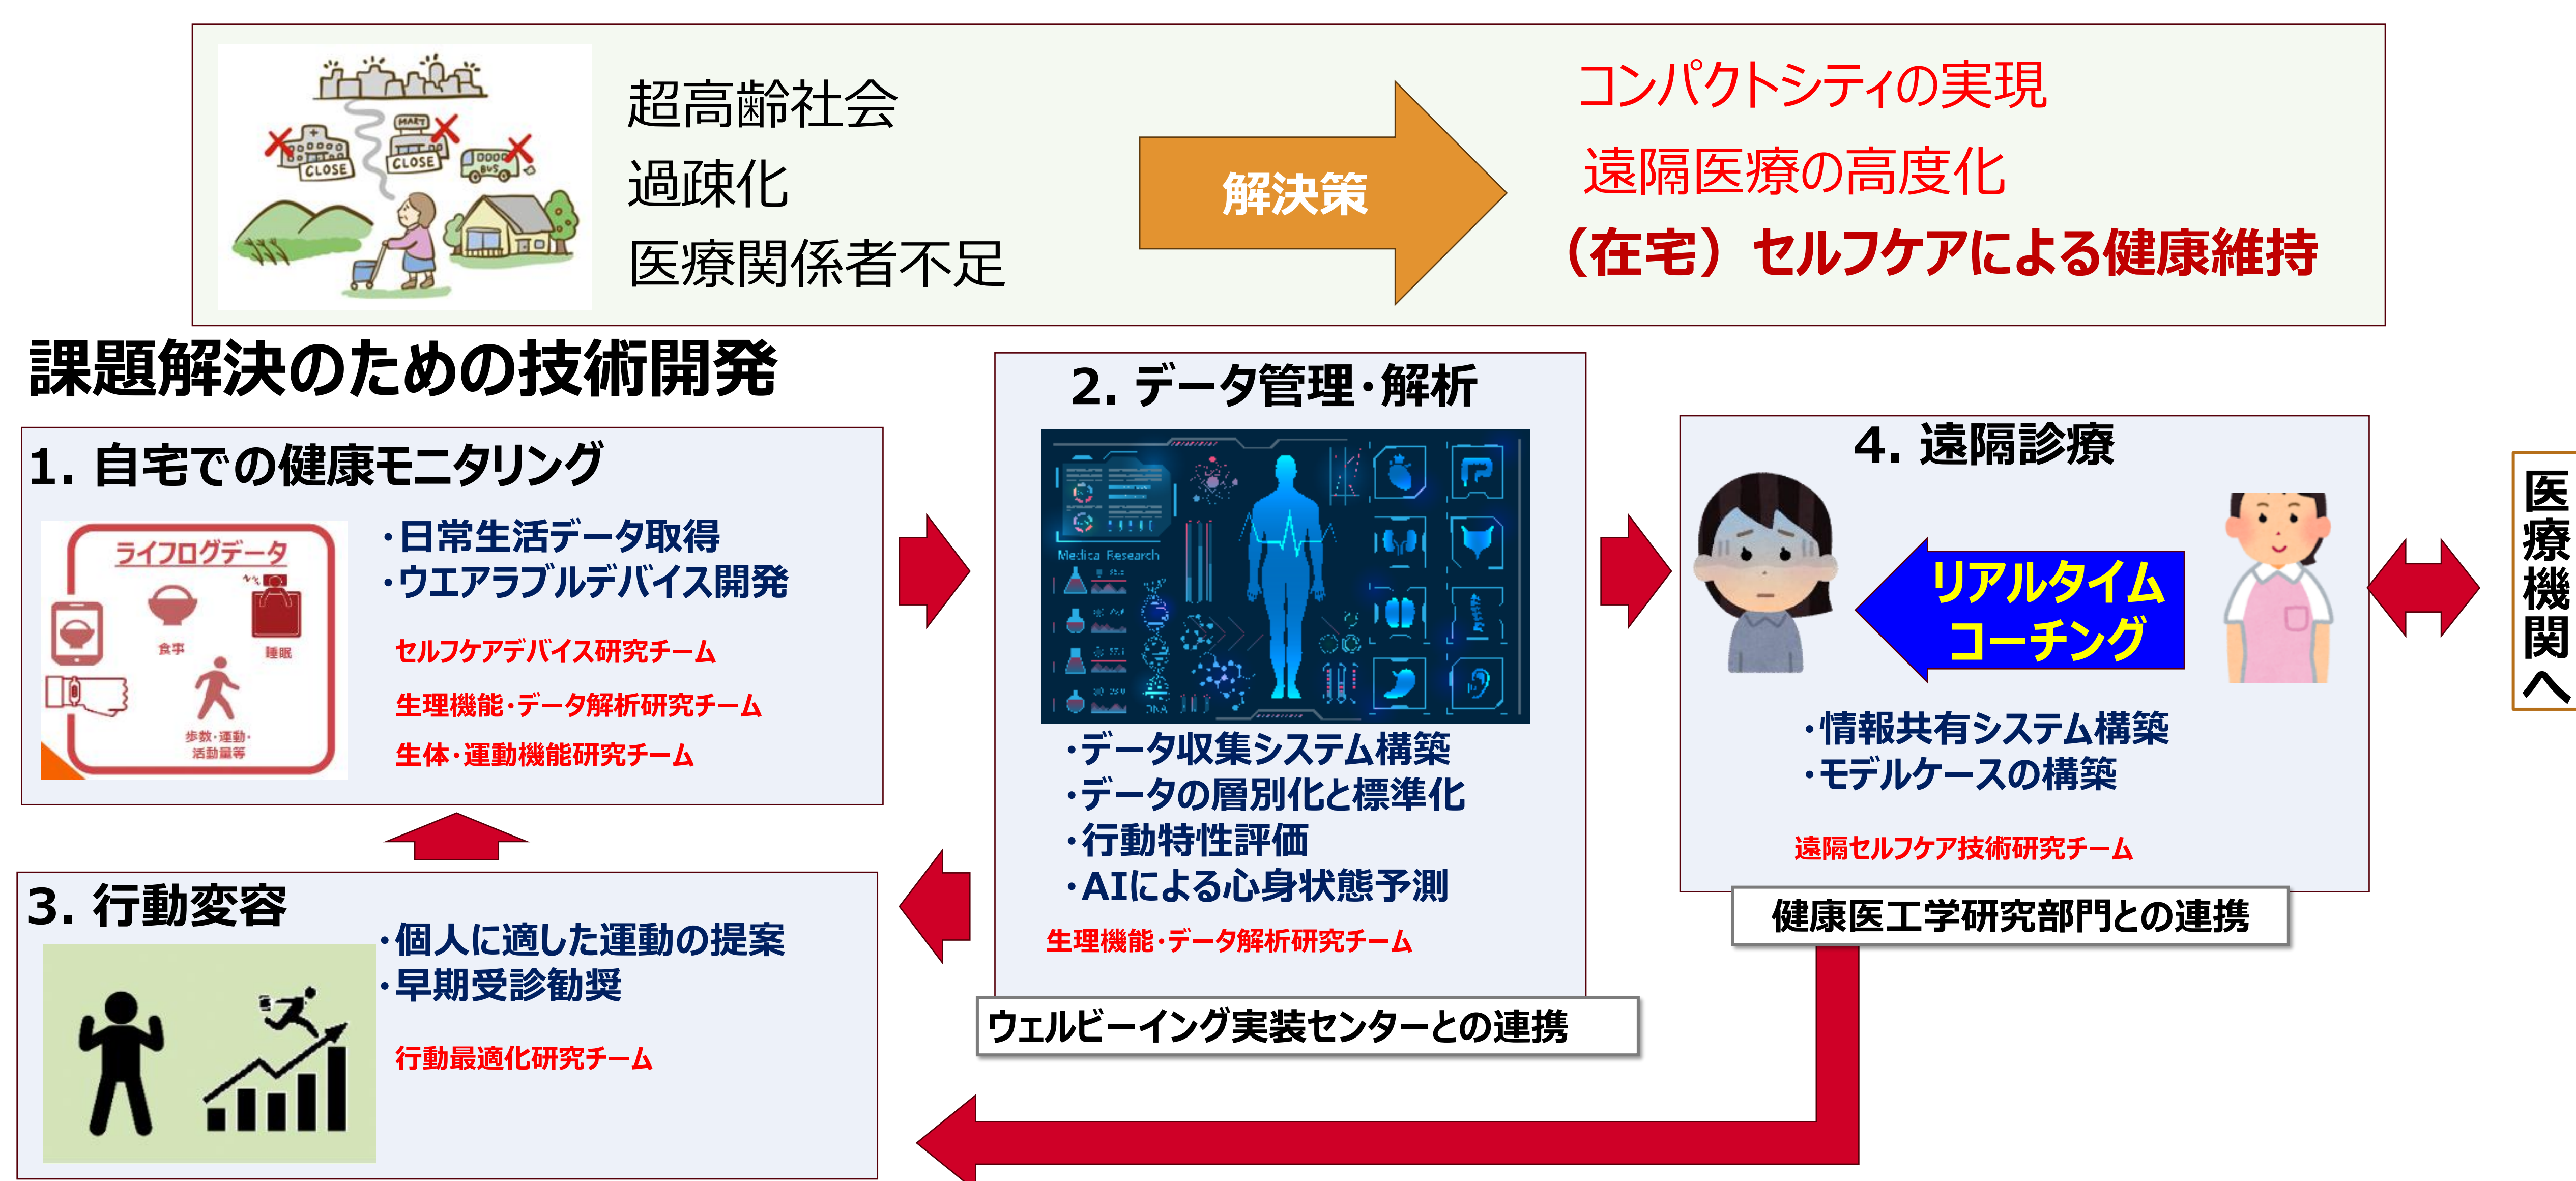 CLOSE
MART
CLOSE
BUS
超高齢社会
過疎化
医療関係者不足
解決策
コンパクトシティの実現
遠隔医療の高度化
（在宅）セルフケアによる健康維持
課題解決のための技術開発
1. 自宅での健康モニタリング
ライフログデータ
食事
睡眠
歩数・運動・
活動量等
・日常生活データ取得
・ウエアラブルデバイス開発
セルフケアデバイス研究チーム
生理機能・データ解析研究チーム
生体・運動機能研究チーム
2. データ管理・解析
Medica Research
DNA
・データ収集システム構築
・データの層別化と標準化
・行動特性評価
・AIによる心身状態予測
生理機能・データ解析研究チーム
ウェルビーイング実装センターとの連携
3. 行動変容
・個人に適した運動の提案
・早期受診勧奨
行動最適化研究チーム
4. 遠隔診療
リアルタイム
コーチング
・情報共有システム構築
・モデルケースの構築
遠隔セルフケア技術研究チーム
健康医工学研究部門との連携
医療機関へ